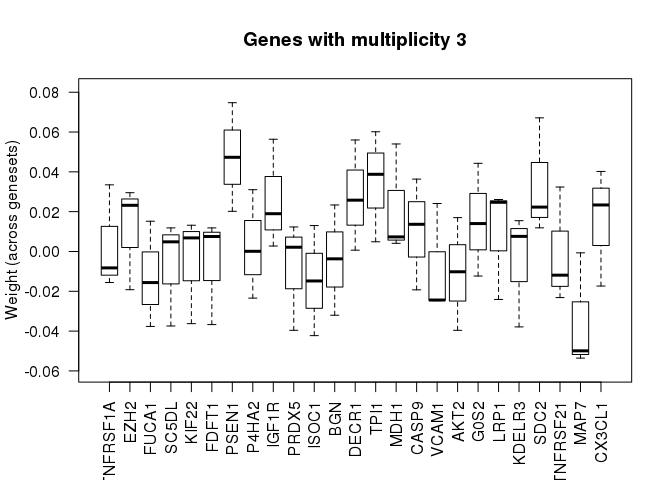 Genes with multiplicity 3
Weight (across genesets)
0.08
0.06
0.04
0.02
0.00
-0.02
-0.04
-0.06
TNFRSF1A
EZH2
FUCA1
SC5DL
KIF22
FDFT1
PSEN1
P4HA2
IGF1R
PRDX5
ISOC1
BGN
DECR1
TPI1
MDH1
CASP9
VCAM1
AKT2
G0S2
LRP1
KDELR3
SDC2
TNFRSF21
MAP7
CX3CL1